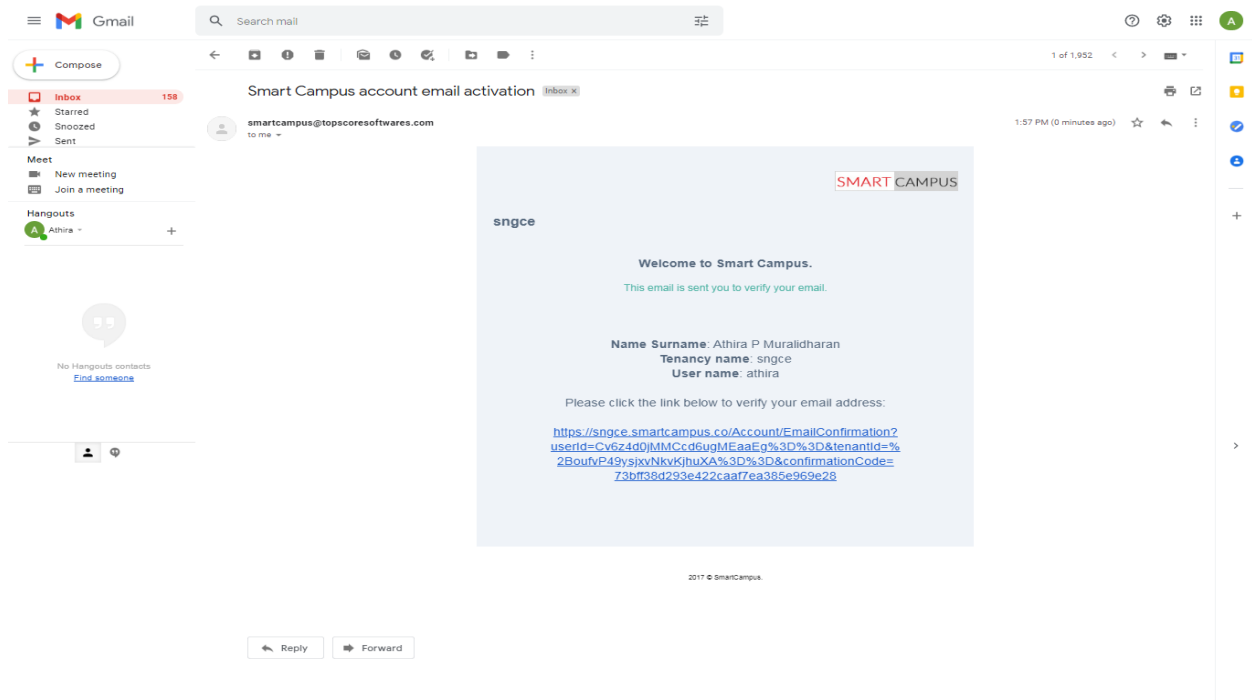 Gmail
Search mail
A
Compose
1 of 1,952
Inbox 158
Starred
Snoozed
Sent
Smart Campus account email activation Inbox x
smartcampus@topscoresoftwares.com
to me
1:57 PM (0 minutes ago)
Meet
New meeting
Join a meeting
Hangouts
A Athira
No Hangouts contacts
Find someone
SMART CAMPUS
sngce
Welcome to Smart Campus.
This email is sent you to verify your email.
Name Surname: Athira P Muralidharan
Tenancy name: sngce
User name: athira
Please click the link below to verify your email address:
https://sngce.smartcampus.co/Account/EmailConfirmation?
userId=Cv6z4d0jMMCcd6ugMEaaEg%3D%3D&tenantId=%
2BoufvP49ysjxvNkvKjhuXA%3D%3D&confirmationCode=
73bff38d293e422caaf7ea385e969e28
2017 © SmartCampus.
Reply
Forward